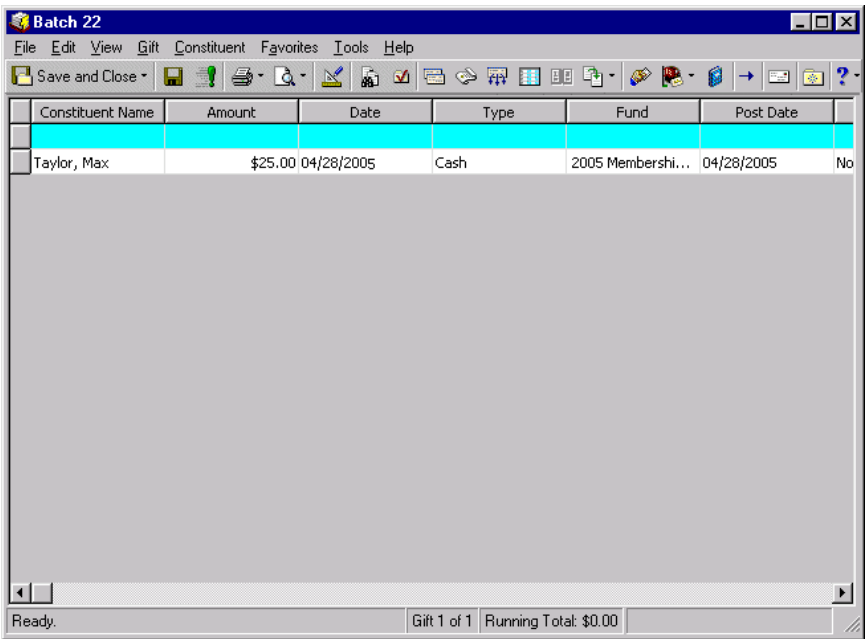 Batch 22
File Edit View Gift Constituent Favorites Tools Help
Save and Close
Constituent Name Amount Date Type Fund Post Date
Taylor, Max $25.00 04/28/2005 Cash 2005 Membershi... 04/28/2005 No
Ready. Gift 1 of 1 Running Total: $0.00